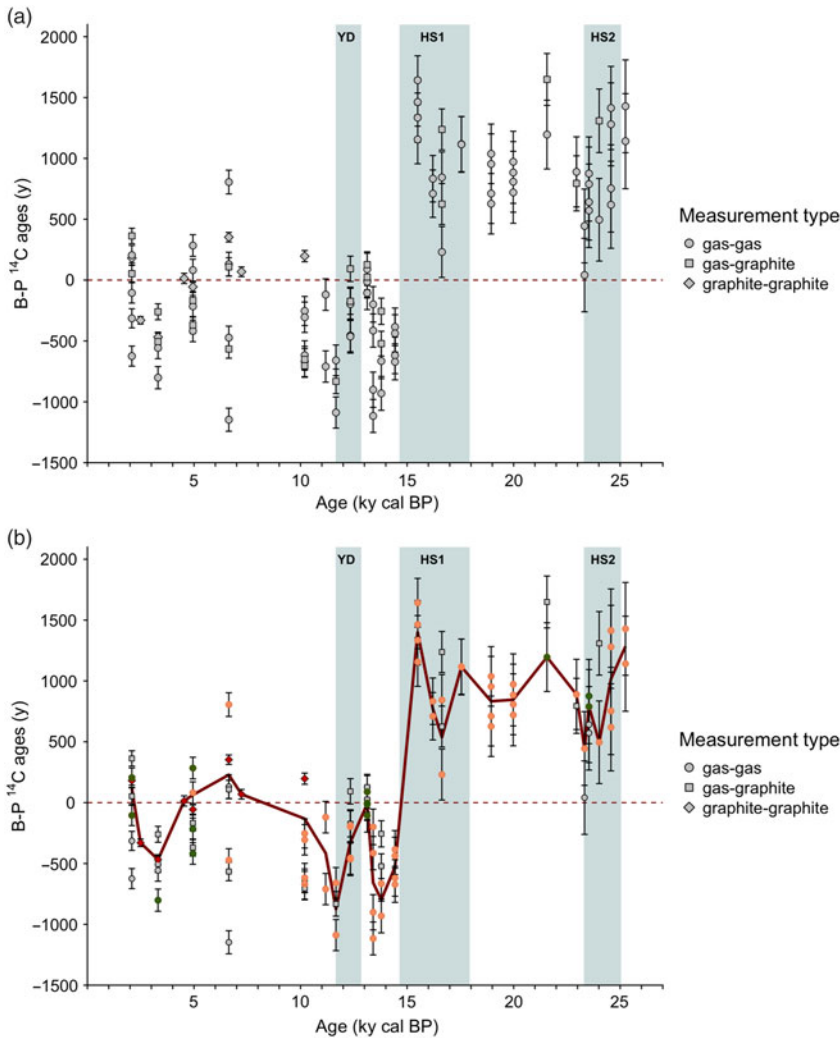 (a)
2000
1500
1000
500
0
−500
−1000
−1500
B-P ¹⁴C ages (y)
YD
HS1
HS2
5
10
15
20
25
Age (ky cal BP)
Measurement type
gas-gas
gas-graphite
graphite-graphite
(b)
2000
1500
1000
500
0
−500
−1000
−1500
B-P ¹⁴C ages (y)
YD
HS1
HS2
5
10
15
20
25
Age (ky cal BP)
Measurement type
gas-gas
gas-graphite
graphite-graphite